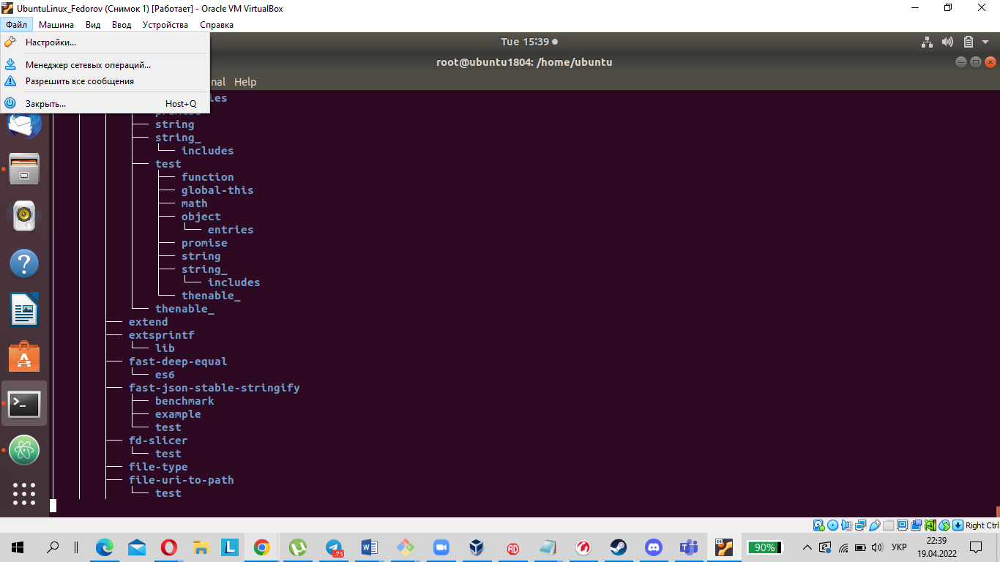 UbuntuLinux_Fedorov (Снимок 1) [Работает] - Oracle VM VirtualBox
Файл Машина Вид Ввод Устройства Справка
Настройки...
Менеджер сетевых операций...
Разрешить все сообщения
Закрыть... Host+Q
Tue 15:39
root@ubuntu1804: /home/ubuntu
nal Help
ies
string
string_
includes
test
function
global-this
math
object
entries
promise
string
string_
includes
thenable_
thenable_
extend
extsprintf
lib
fast-deep-equal
es6
fast-json-stable-stringify
benchmark
example
test
fd-slicer
test
file-type
file-uri-to-path
test
Right Ctrl
90%
УКР
22:39
19.04.2022